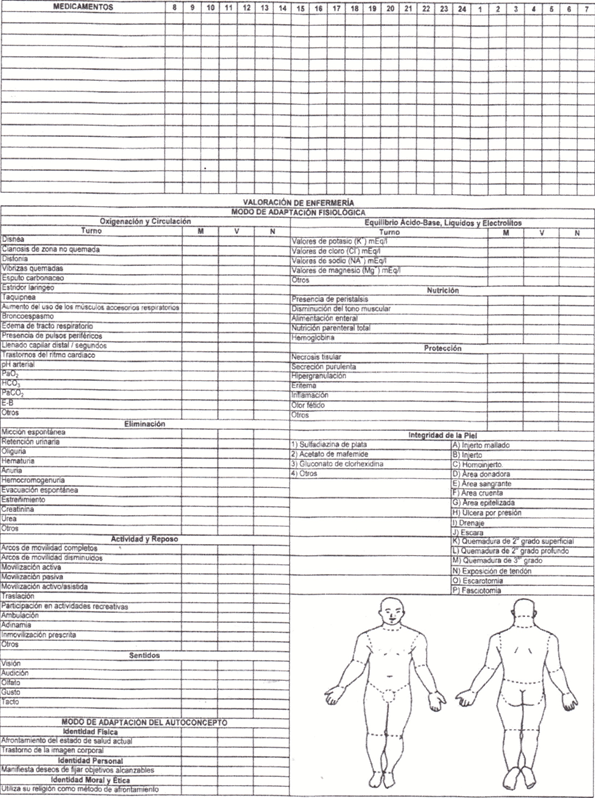 MEDICAMENTOS 8 9 10 11 12 13 14 15 16 17 18 19 20 21 22 23 24 1 2 3 4 5 6 7
VALORACIÓN DE ENFERMERÍA
MODO DE ADAPTACIÓN FISIOLÓGICA
Oxigenación y Circulación
Turno M V N
Disnea
Cianosis de zona no quemada
Disfonía
Vibrizas quemadas
Esputo carbonaceo
Estridor laríngeo
Taquipnea
Aumento del uso de los músculos accesorios respiratorios
Broncoespasmo
Edema de tracto respiratorio
Presencia de pulsos periféricos
Llenado capilar distal / segundos
Trastornos del ritmo cardiaco
pH arterial
PaO2
HCO3
PaCO2
E-B
Otros
Eliminación
Micción espontánea
Retención urinaria
Oliguria
Hematuria
Anuria
Hemocromogenuria
Evacuación espontánea
Estreñimiento
Creatinina
Urea
Otros
Actividad y Reposo
Arcos de movilidad completos
Arcos de movilidad disminuidos
Movilización activa
Movilización pasiva
Movilización activo/asistida
Traslación
Participación en actividades recreativas
Ambulación
Adinamia
Inmovilización prescrita
Otros
Sentidos
Visión
Audición
Olfato
Gusto
Tacto
MODO DE ADAPTACIÓN DEL AUTOCONCEPTO
Identidad Física
Afrontamiento del estado de salud actual
Trastorno de la imagen corporal
Identidad Personal
Manifiesta deseos de fijar objetivos alcanzables
Identidad Moral y Ética
Utiliza su religión como método de afrontamiento
Equilibrio Ácido-Base, Líquidos y Electrolitos
Turno M V N
Valores de potasio (K+) mEq/l
Valores de cloro (Cl-) mEq/l
Valores de sodio (NA+) mEq/l
Valores de magnesio (Mg+) mEq/l
Otros
Nutrición
Presencia de peristalsis
Disminución del tono muscular
Alimentación enteral
Nutrición parenteral total
Hemoglobina
Protección
Necrosis tisular
Secreción purulenta
Hipergranulación
Eritema
Inflamación
Olor fétido
Otros
Integridad de la Piel
1) Sulfadiazina de plata
2) Acetato de mafemide
3) Gluconato de clorhexidina
4) Otros
A) Injerto mallado
B) Injerto
C) Homoinjerto
D) Área donadora
E) Área sangrante
F) Área cruenta
G) Área epitelizada
H) Úlcera por presión
I) Drenaje
J) Escara
K) Quemadura de 2° grado superficial
L) Quemadura de 2° grado profundo
M) Quemadura de 3er grado
N) Exposición de tendón
O) Escarotomía
P) Fasciotomía